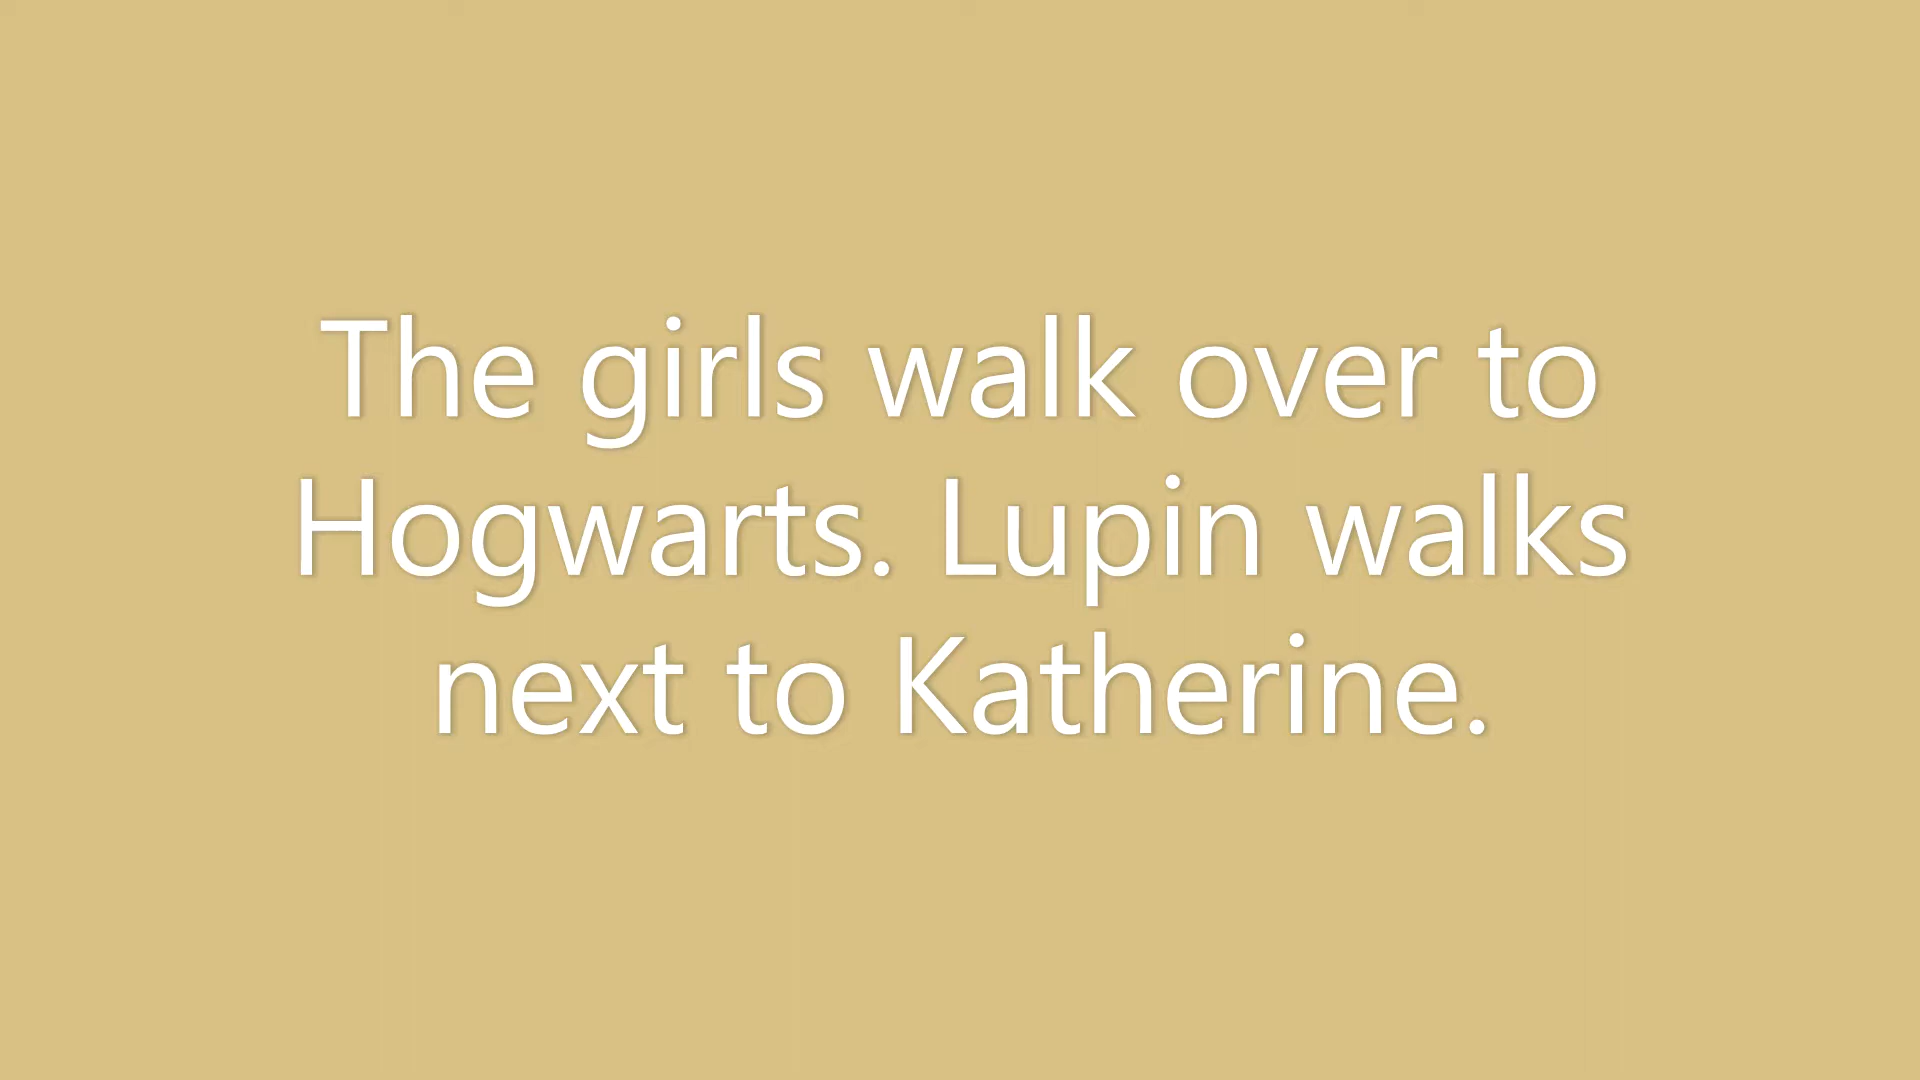 The girls walk over to
Hogwarts. Lupin walks
next to Katherine.